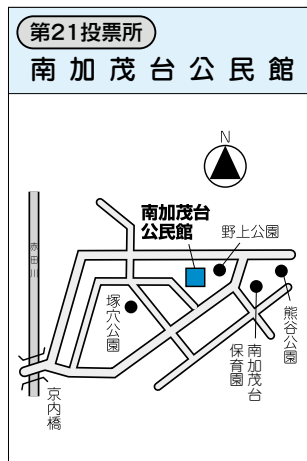 第21投票所
南加茂台公民館
N
南加茂台
公民館
野上公園
赤田川
塚穴公園
熊谷公園
南加茂台
保育園
京内橋